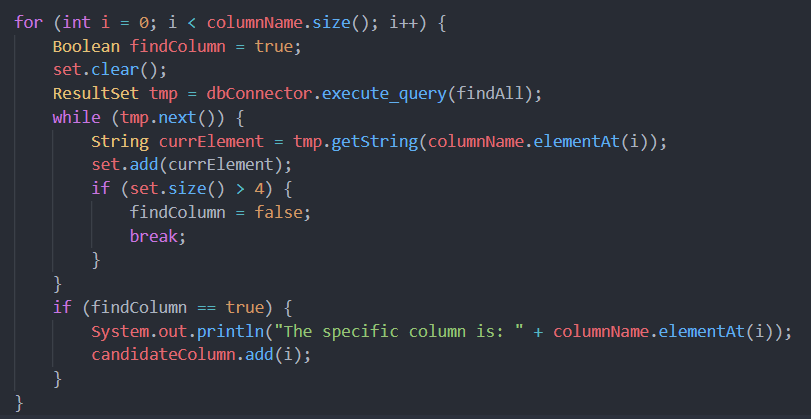 for (int i = 0; i < columnName.size(); i++) {
    Boolean findColumn = true;
    set.clear();
    ResultSet tmp = dbConnector.execute_query(findAll);
    while (tmp.next()) {
        String currElement = tmp.getString(columnName.elementAt(i));
        set.add(currElement);
        if (set.size() > 4) {
            findColumn = false;
            break;
        }
    }
    if (findColumn == true) {
        System.out.println("The specific column is: " + columnName.elementAt(i));
        candidateColumn.add(i);
    }
}